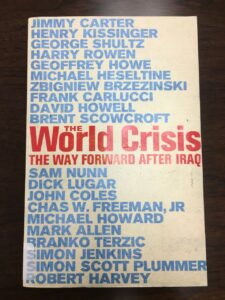 JIMMY CARTER
HENRY KISSINGER
GEORGE SHULTZ
HARRY ROWEN
GEOFFREY HOWE
MICHAEL HESELTINE
ZBIGNIEW BRZEZINSKI
FRANK CARLUCCI
DAVID HOWELL
BRENT SCOWCROFT
THE
World Crisis
THE WAY FORWARD AFTER IRAQ
SAM NUNN
DICK LUGAR
JOHN COLES
CHAS W. FREEMAN, JR
MICHAEL HOWARD
MARK ALLEN
BRANKO TERZIC
SIMON JENKINS
SIMON SCOTT PLUMMER
ROBERT HARVEY